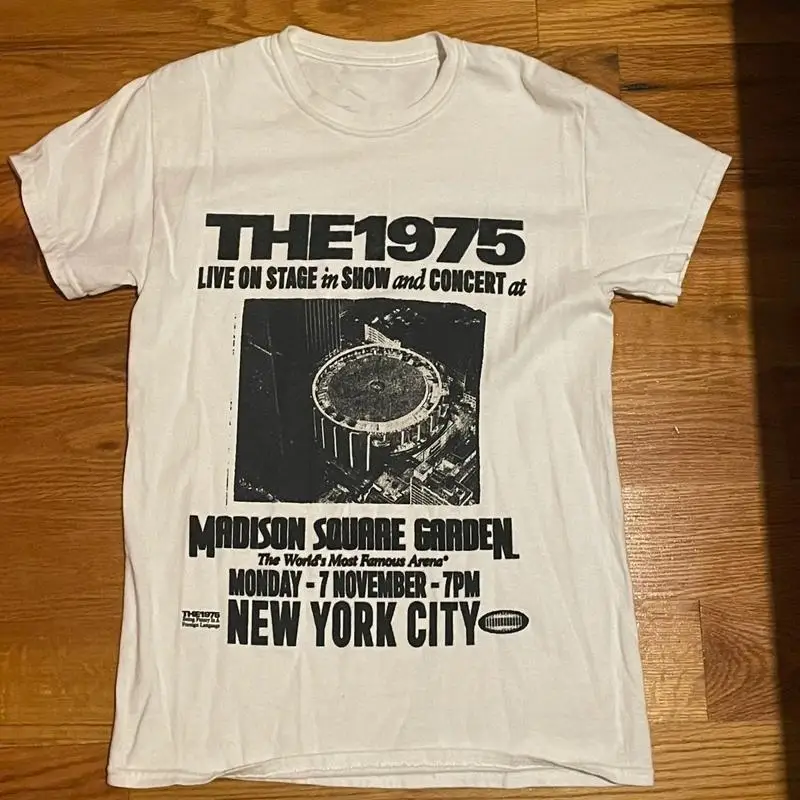 THE1975
LIVE ON STAGE in SHOW and CONCERT at
MADISON SQUARE GARDEN
The World's Most Famous Arena®
MONDAY - 7 NOVEMBER - 7PM
NEW YORK CITY
THE1975
Being Funny In A
Foreign Language